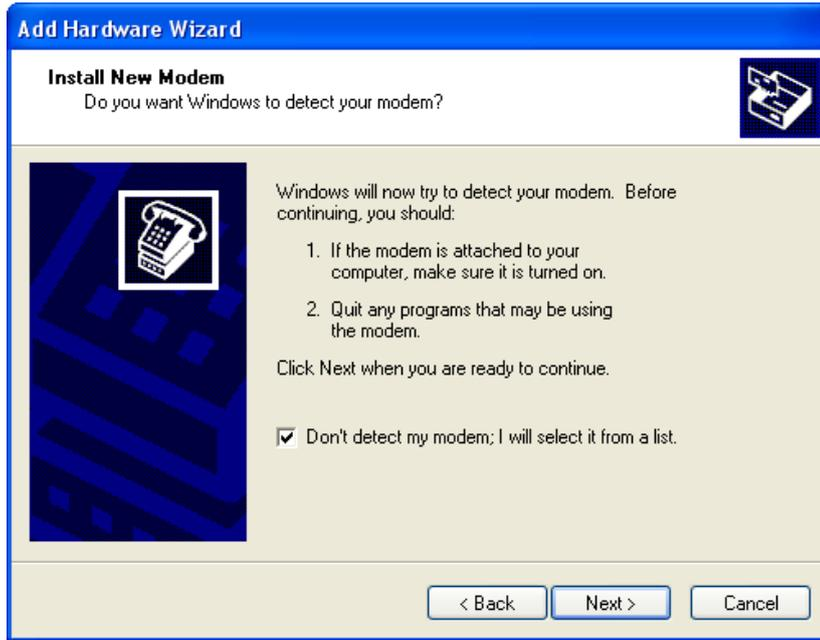 Add Hardware Wizard
Install New Modem
Do you want Windows to detect your modem?
Windows will now try to detect your modem.  Before
continuing, you should:
1. If the modem is attached to your
computer, make sure it is turned on.
2. Quit any programs that may be using
the modem.
Click Next when you are ready to continue.
Don't detect my modem; I will select it from a list.
< Back
Next >
Cancel